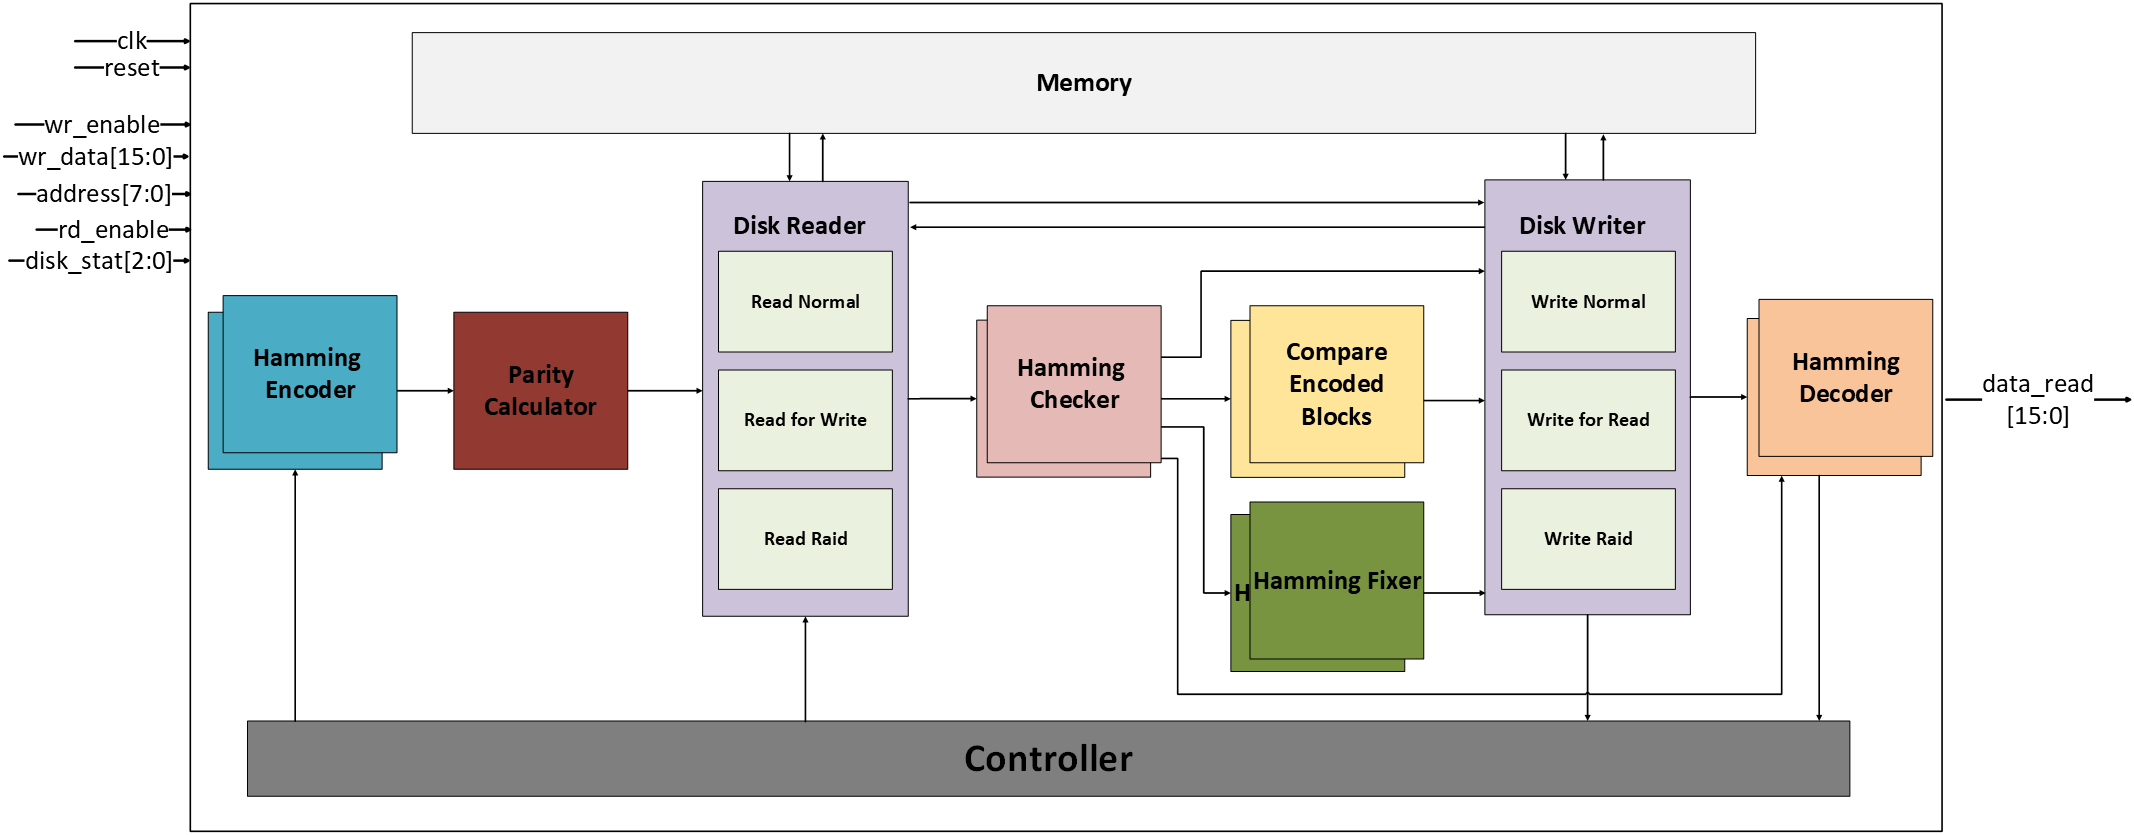 clk
reset
wr_enable
wr_data[15:0]
address[7:0]
rd_enable
disk_stat[2:0]
Memory
Disk Reader
Read Normal
Read for Write
Read Raid
Disk Writer
Write Normal
Write for Read
Write Raid
Hamming
Encoder
Parity
Calculator
Hamming
Checker
Compare
Encoded
Blocks
H
Hamming Fixer
Hamming
Decoder
data_read
[15:0]
Controller